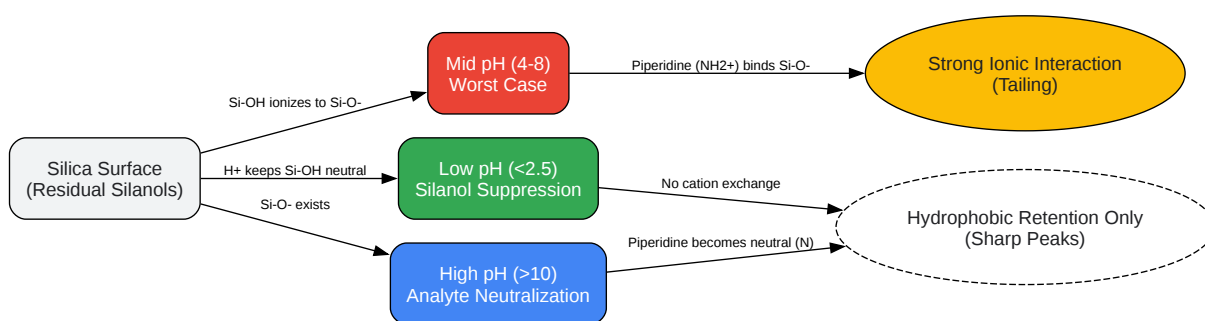 Silica Surface
(Residual Silanols)
Si-OH ionizes to Si-O-
H+ keeps Si-OH neutral
Si-O- exists
Mid pH (4-8)
Worst Case
Low pH (<2.5)
Silanol Suppression
High pH (>10)
Analyte Neutralization
Piperidine (NH2+) binds Si-O-
No cation exchange
Piperidine becomes neutral (N)
Strong Ionic Interaction
(Tailing)
Hydrophobic Retention Only
(Sharp Peaks)